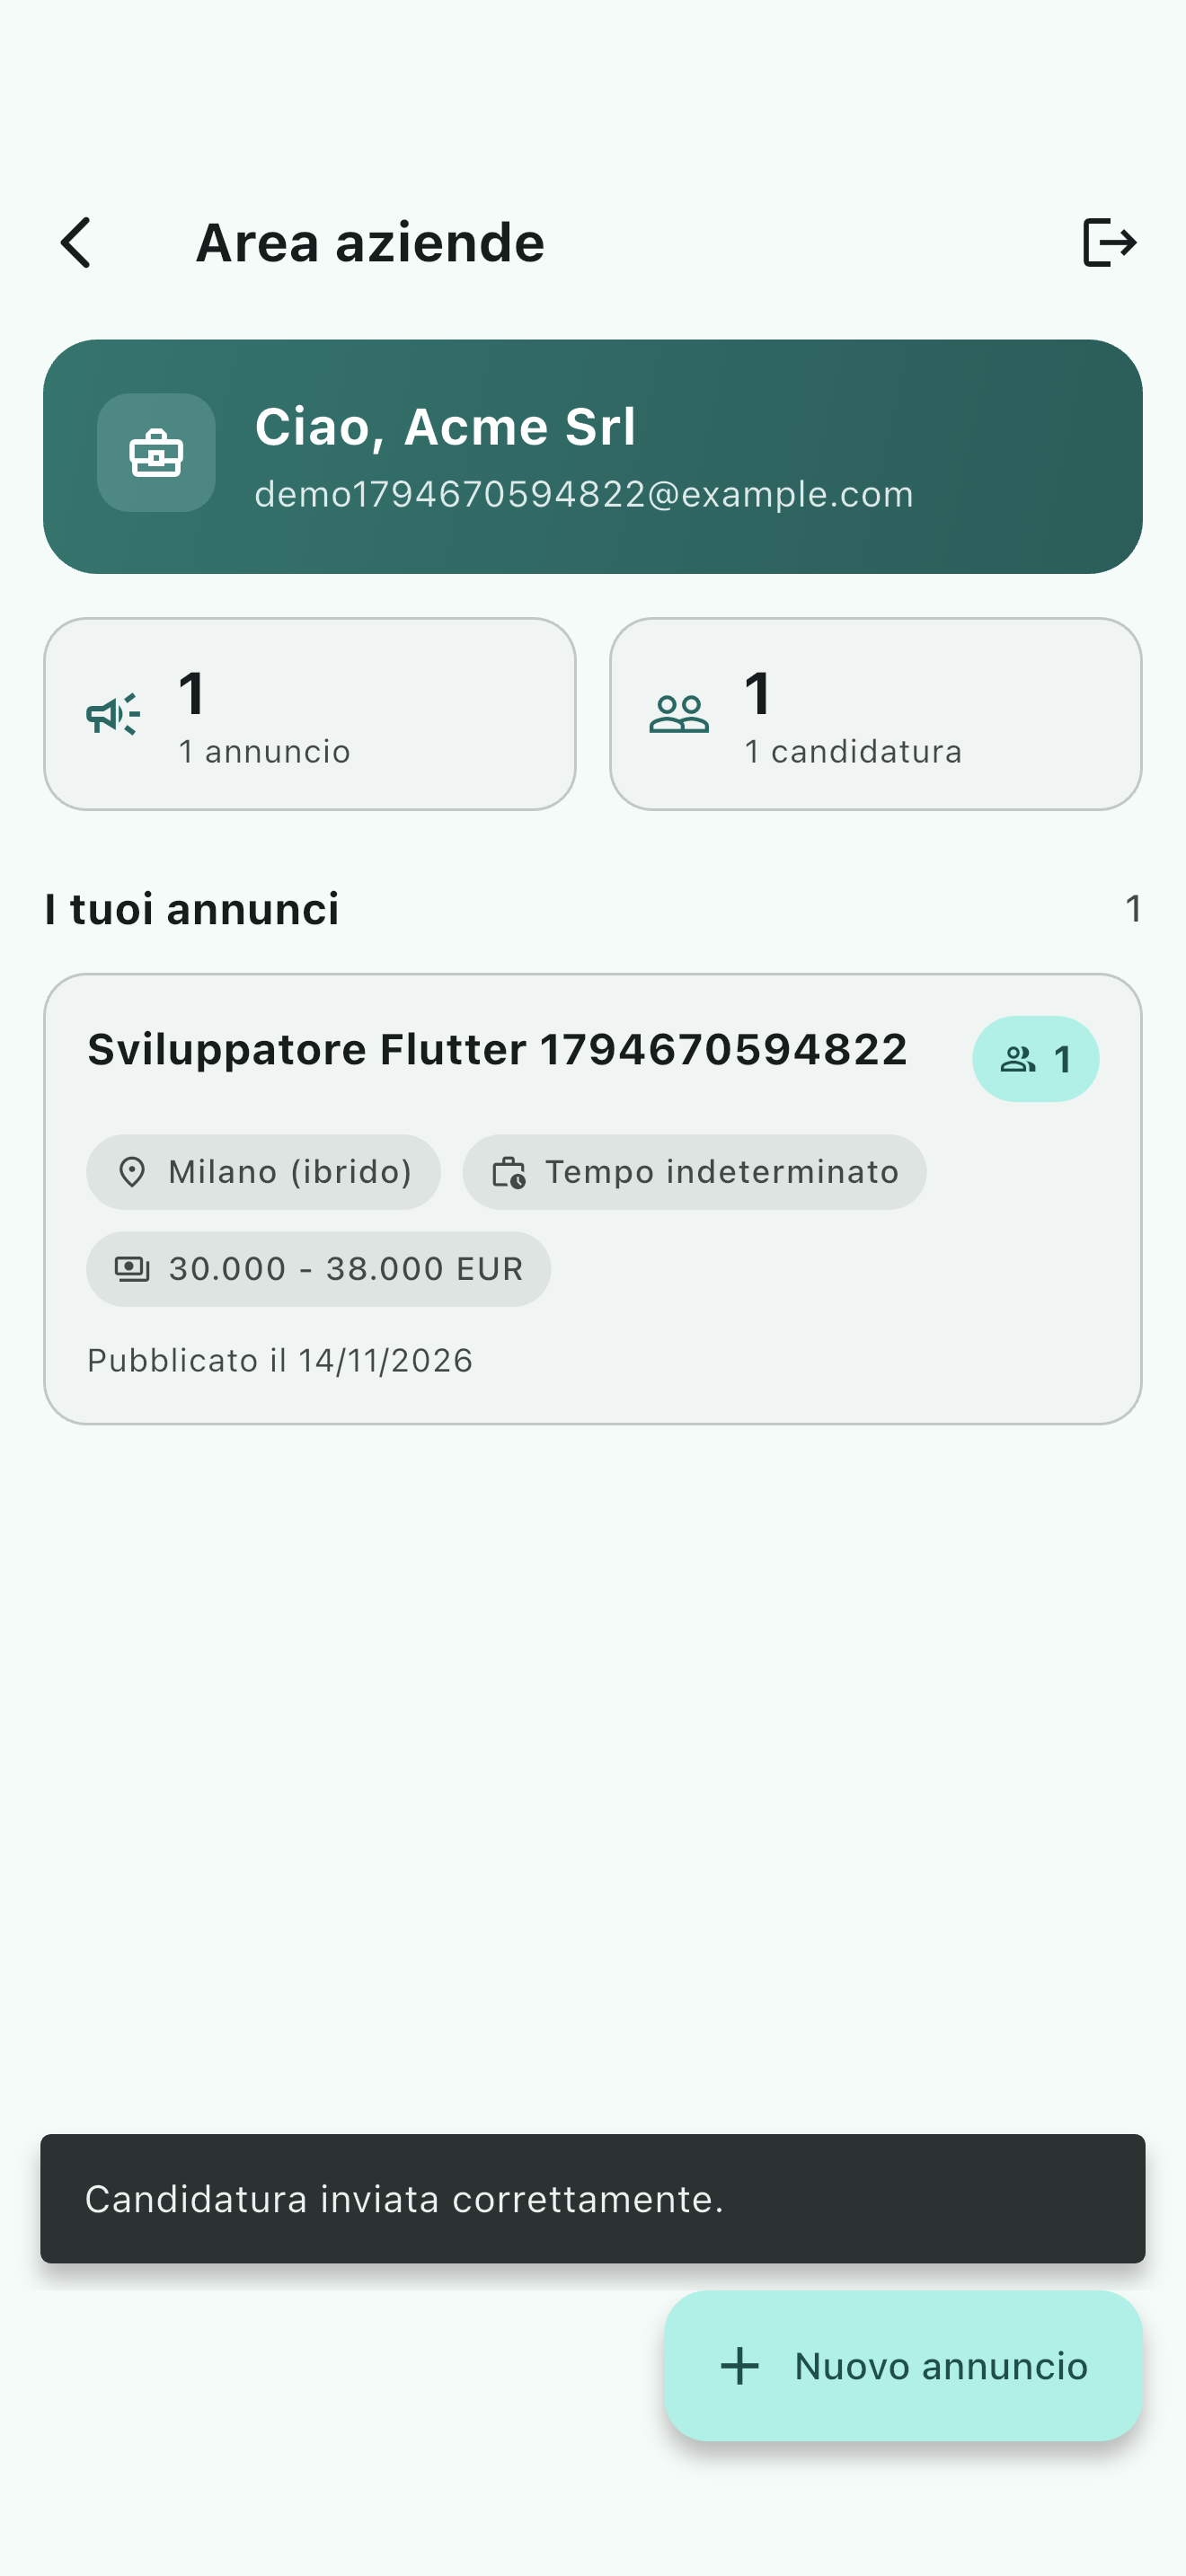 Area aziende
Ciao, Acme Srl
demo1794670594822@example.com
1
1 annuncio
1
1 candidatura
I tuoi annunci
1
Sviluppatore Flutter 1794670594822
1
Milano (ibrido)
Tempo indeterminato
30.000 - 38.000 EUR
Pubblicato il 14/11/2026
Candidatura inviata correttamente.
Nuovo annuncio